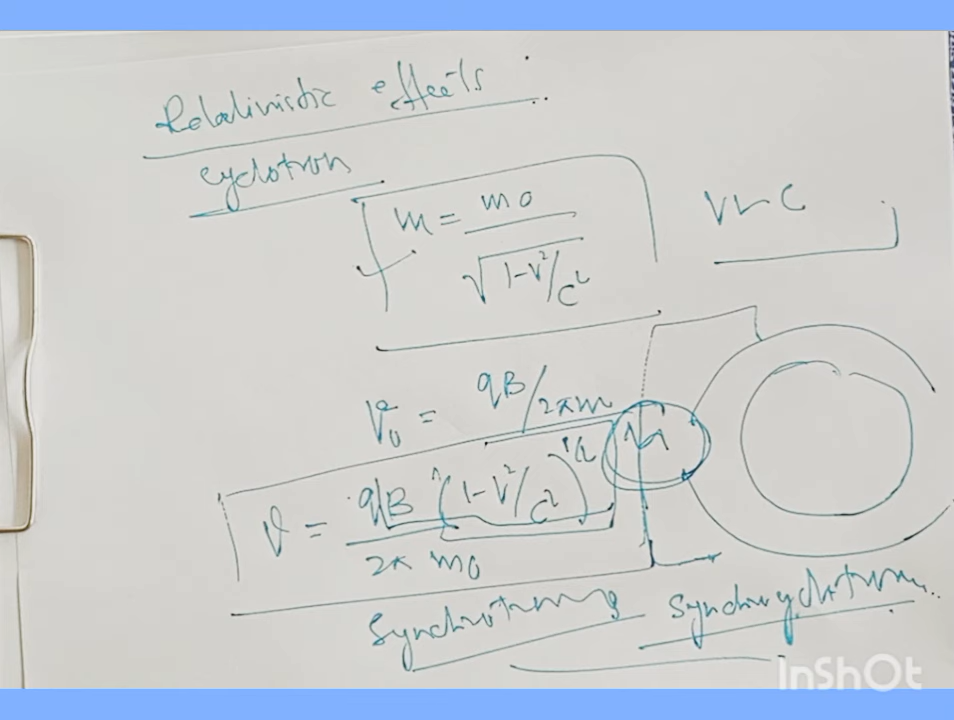 Relativistic effects :
cyclotron
m = m0 / √1-v²/c²
v ~ c
ν0 = qB/2πm
ν = qB (1-v²/c²)^1/2 / 2π m0
Synchrotrons
Synchrocyclotrons..
InShOt